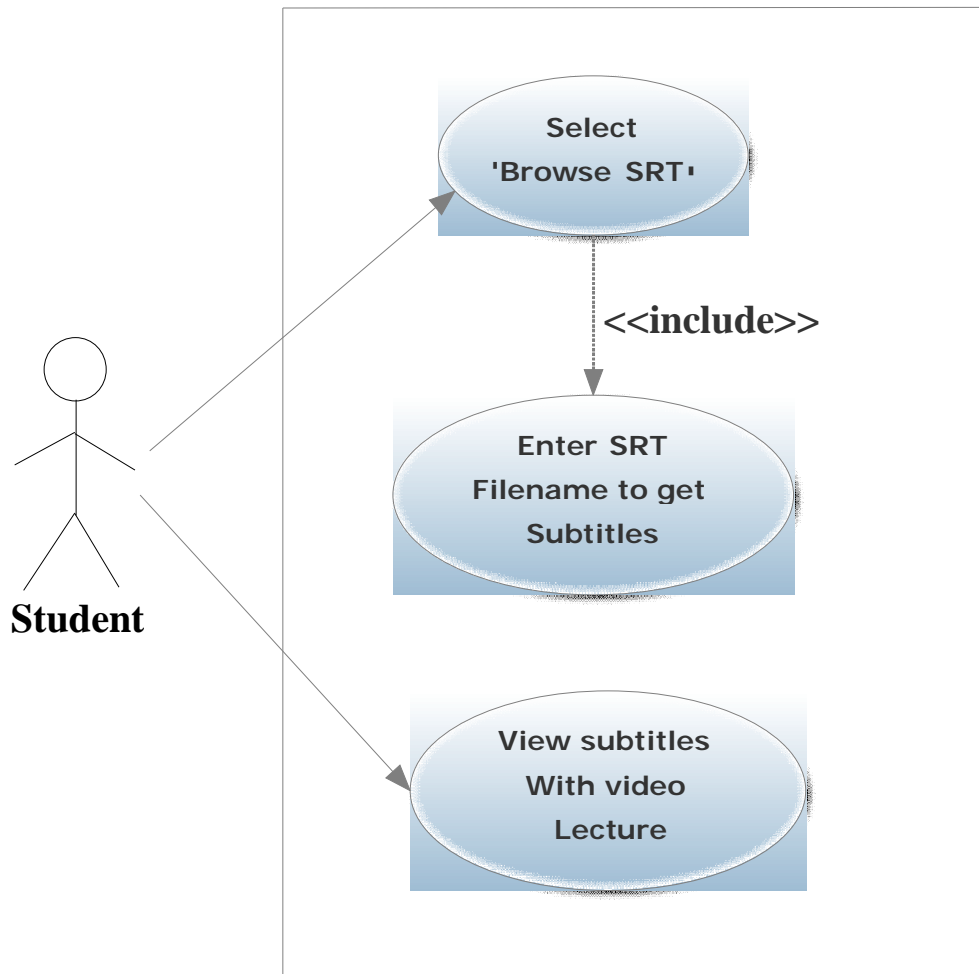 Select
'Browse SRT'
<<include>>
Enter SRT
Filename to get
Subtitles
Student
View subtitles
With video
Lecture